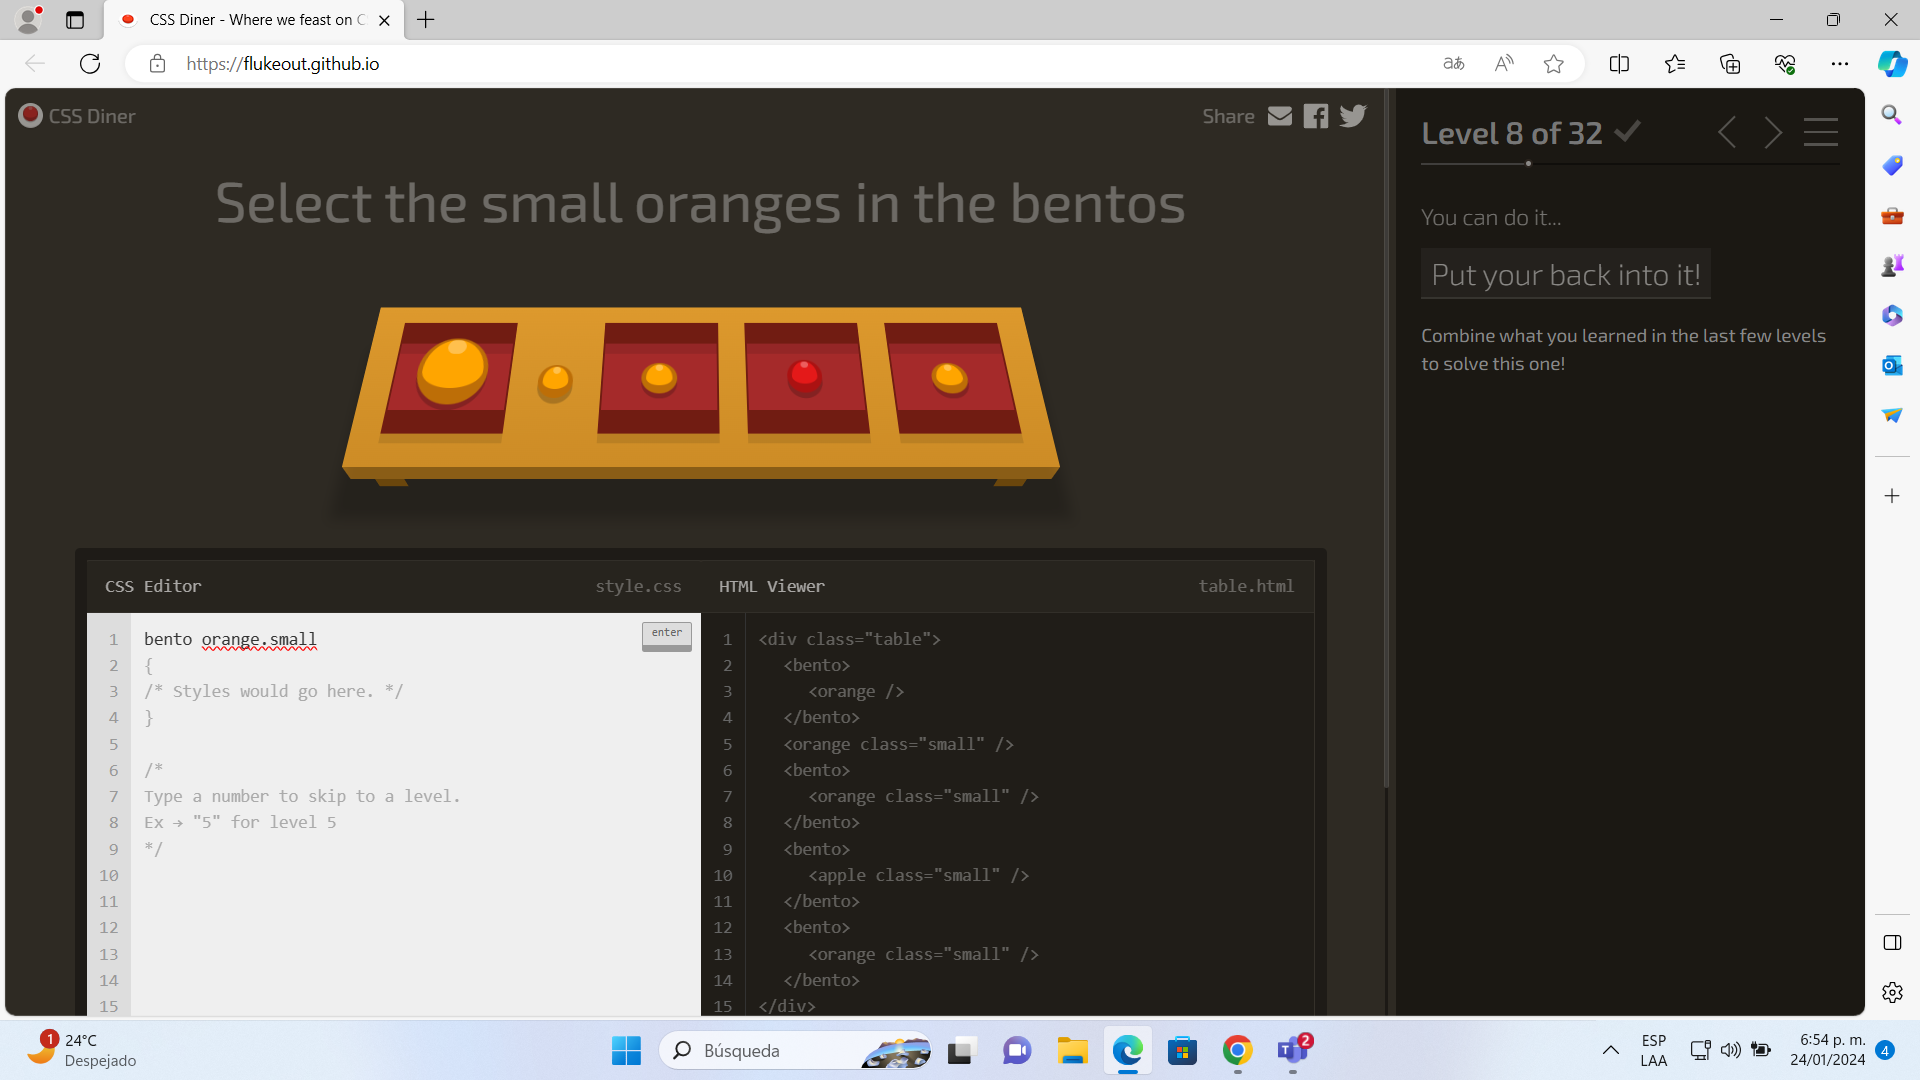 CSS Diner - Where we feast on C
https://flukeout.github.io
CSS Diner
Share
Select the small oranges in the bentos
Level 8 of 32
You can do it...
Put your back into it!
Combine what you learned in the last few levels
to solve this one!
CSS Editor
style.css
1 bento orange.small
2 {
3 /* Styles would go here. */
4 }
5
6 /*
7 Type a number to skip to a level.
8 Ex → "5" for level 5
9 */
10
11
12
13
14
15
enter
HTML Viewer
table.html
1 <div class="table">
2 <bento>
3 <orange />
4 </bento>
5 <orange class="small" />
6 <bento>
7 <orange class="small" />
8 </bento>
9 <bento>
10 <apple class="small" />
11 </bento>
12 <bento>
13 <orange class="small" />
14 </bento>
15 </div>
1
24°C
Despejado
Búsqueda
2
ESP
LAA
6:54 p. m.
24/01/2024
4